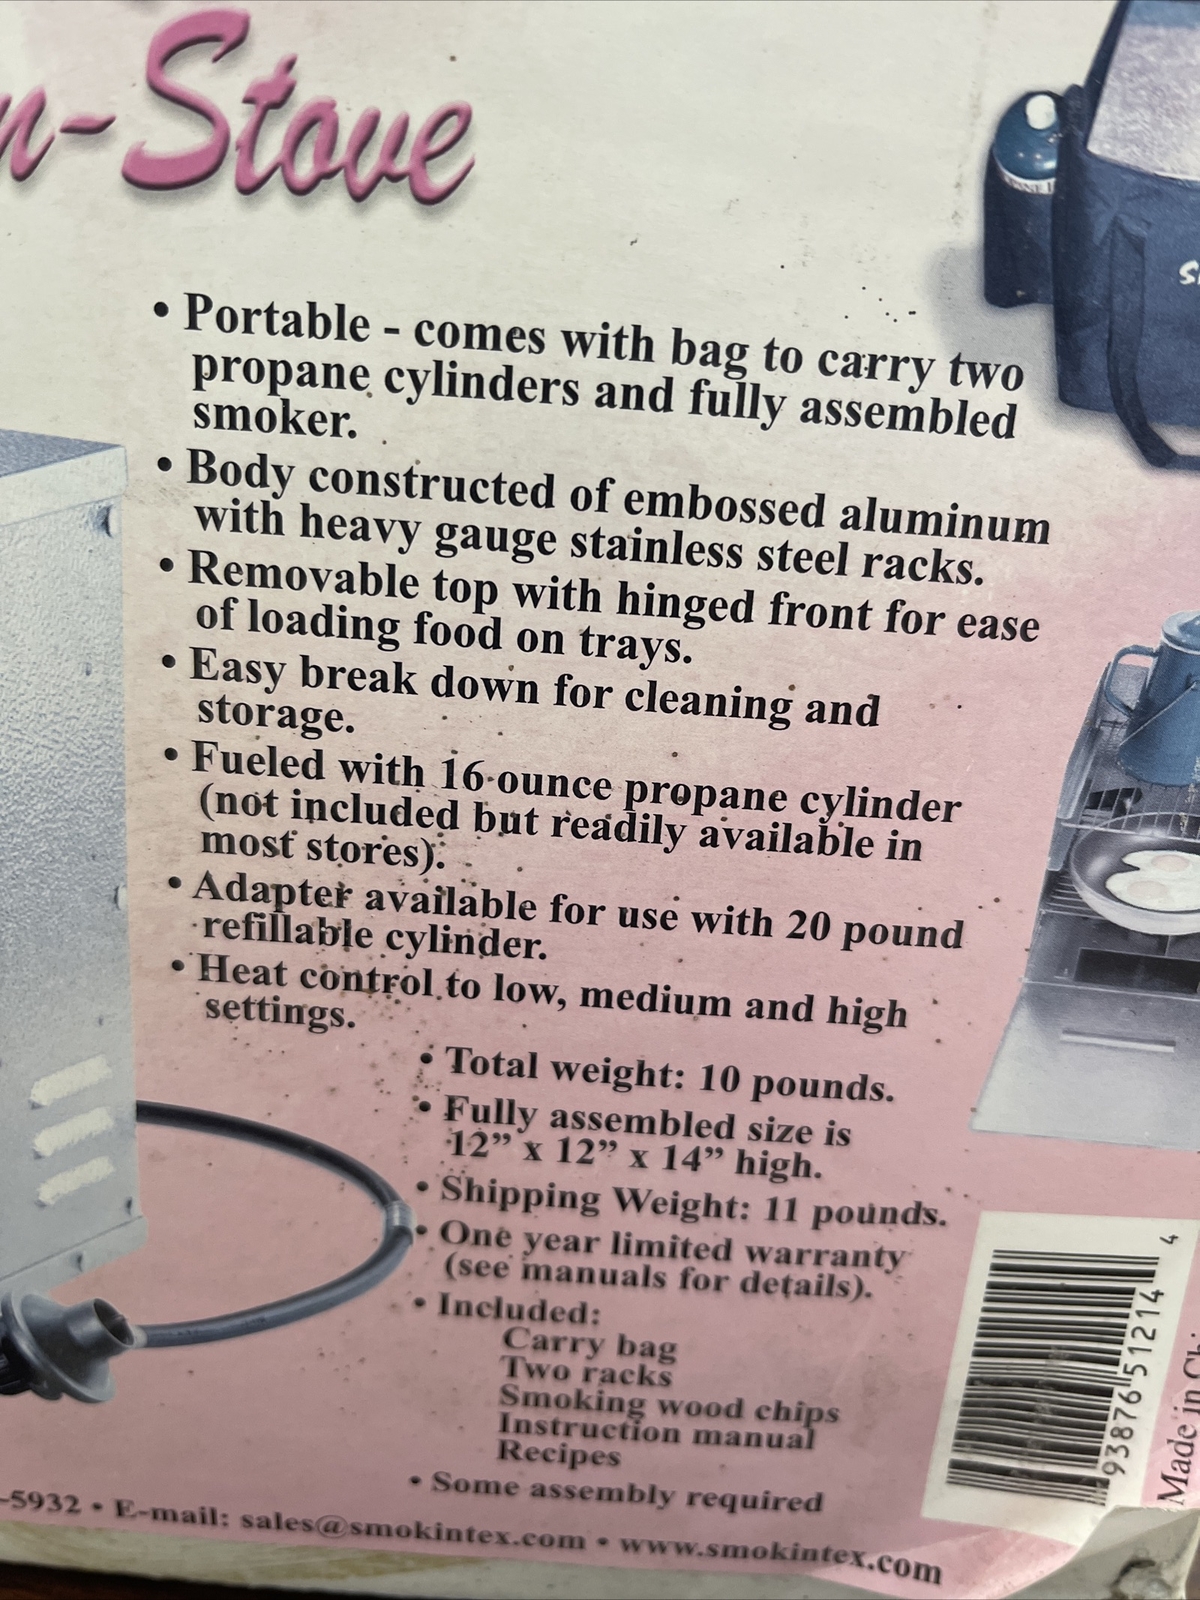 n-Stove
• Portable - comes with bag to carry two
propane cylinders and fully assembled
smoker.
• Body constructed of embossed aluminum
with heavy gauge stainless steel racks.
• Removable top with hinged front for ease
of loading food on trays.
• Easy break down for cleaning and
storage.
• Fueled with 16 ounce propane cylinder
(not included but readily available in
most stores).
• Adapter available for use with 20 pound
refillable cylinder.
• Heat control to low, medium and high
settings.
• Total weight: 10 pounds.
• Fully assembled size is
12” x 12” x 14” high.
• Shipping Weight: 11 pounds.
• One year limited warranty
(see manuals for details).
• Included:
Carry bag
Two racks
Smoking wood chips
Instruction manual
Recipes
• Some assembly required
-5932 • E-mail: sales@smokintex.com • www.smokintex.com
93876 51214 4
Made in